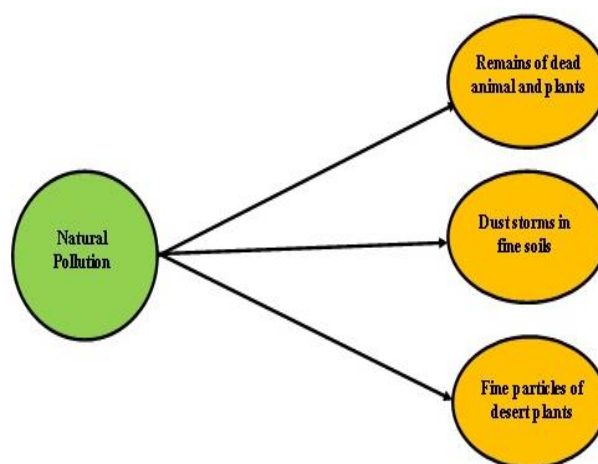 Remains of dead
animal and plants
Natural
Pollution
Dust storms in
fine soils
Fine particles of
desert plants